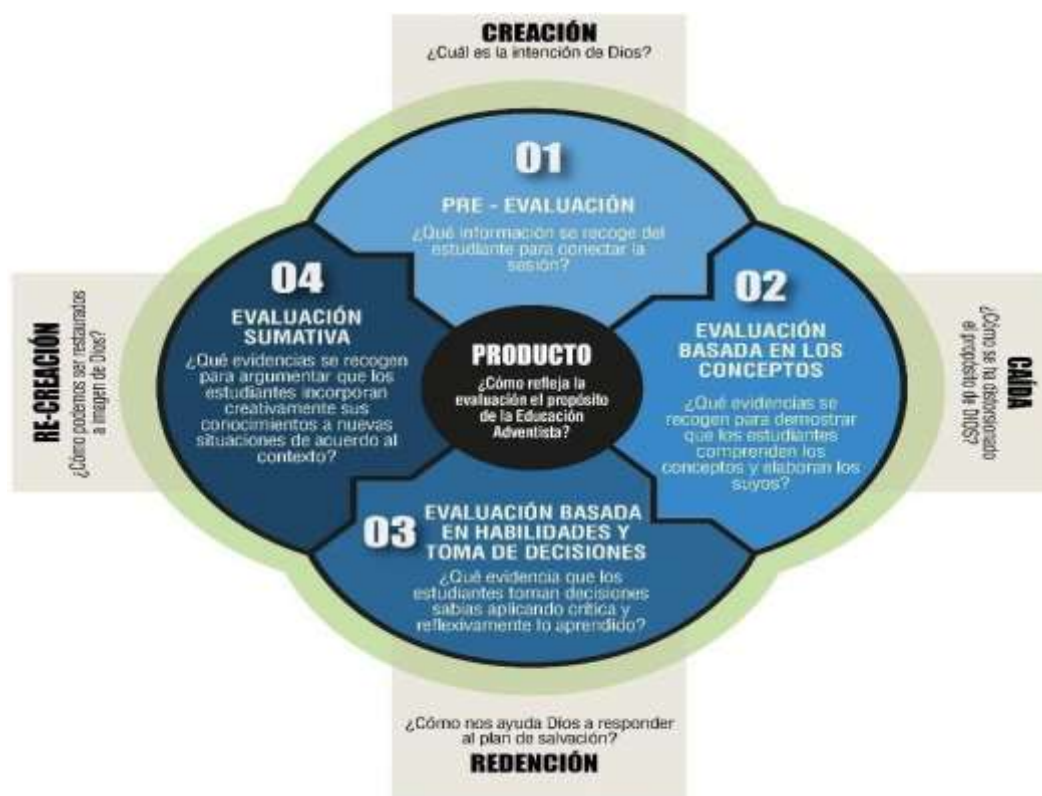 CREACIÓN
¿Cuál es la intención de Dios?
01
PRE - EVALUACIÓN
¿Qué información se recoge del
estudiante para conectar la
sesión?
02
EVALUACIÓN
BASADA EN LOS
CONCEPTOS
¿Qué evidencias se
recogen para demostrar
que los estudiantes
comprenden los
conceptos y elaboran los
suyos?
CAÍDA
¿Cómo se ha distorsionado
el propósito de DIOS?
PRODUCTO
¿Cómo refleja la
evaluación el propósito
de la Educación
Adventista?
03
EVALUACIÓN BASADA
EN HABILIDADES Y
TOMA DE DECISIONES
¿Qué evidencia que los
estudiantes toman decisiones
sabias aplicando crítica y
reflexivamente lo aprendido?
04
EVALUACIÓN
SUMATIVA
¿Qué evidencias se recogen
para argumentar que los
estudiantes incorporan
creativamente sus
conocimientos a nuevas
situaciones de acuerdo al
contexto?
RE-CREACIÓN
¿Cómo podemos ser restaurados
a imagen de Dios?
¿Cómo nos ayuda Dios a responder
al plan de salvación?
REDENCIÓN